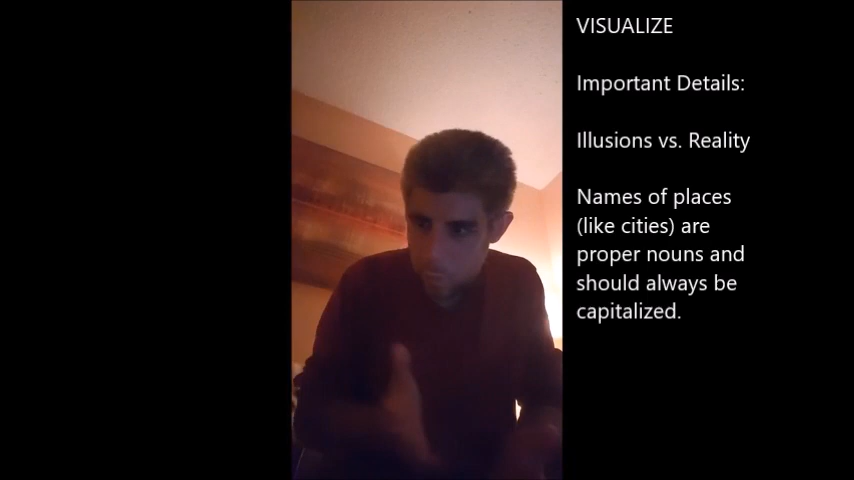 VISUALIZE
Important Details:
Illusions vs. Reality
Names of places
(like cities) are
proper nouns and
should always be
capitalized.